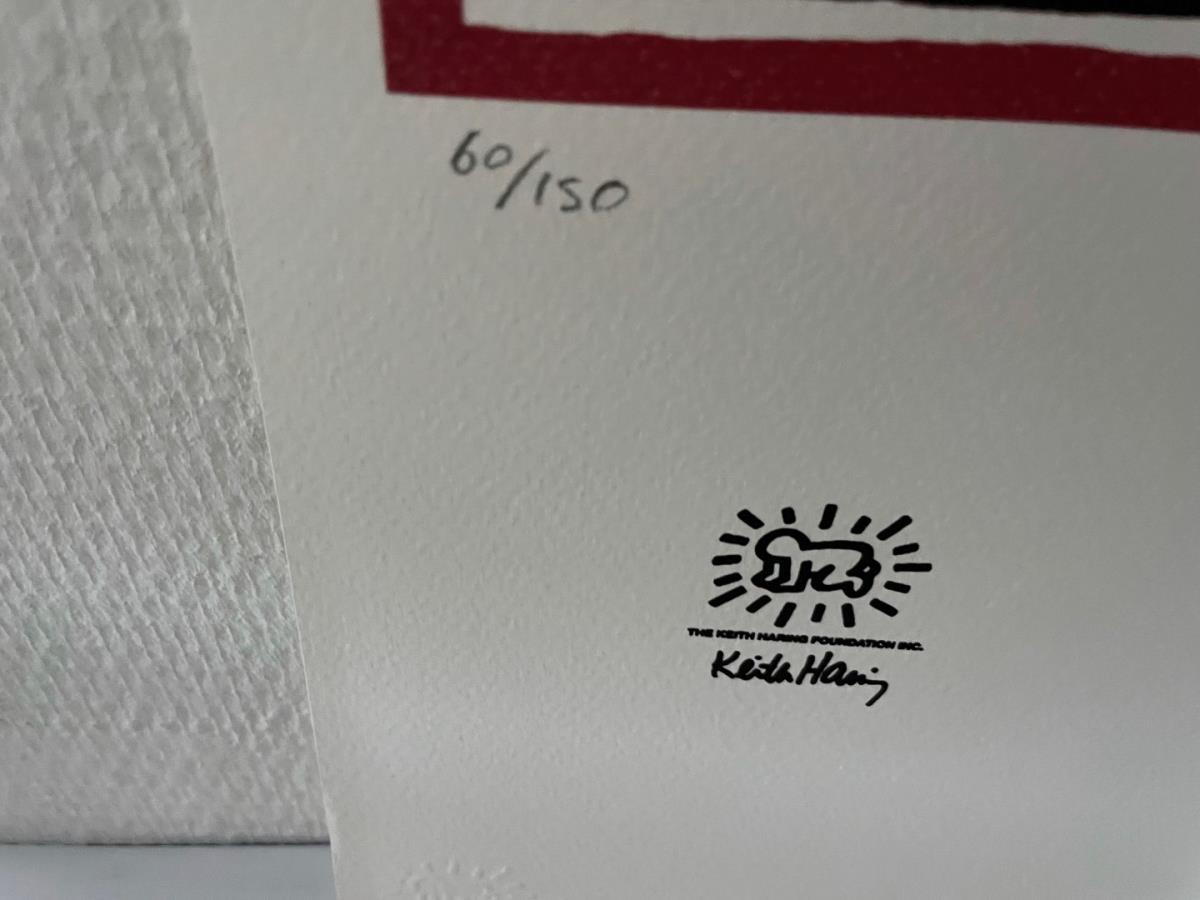 60/150
THE KEITH HARING FOUNDATION INC.
Keith Haring